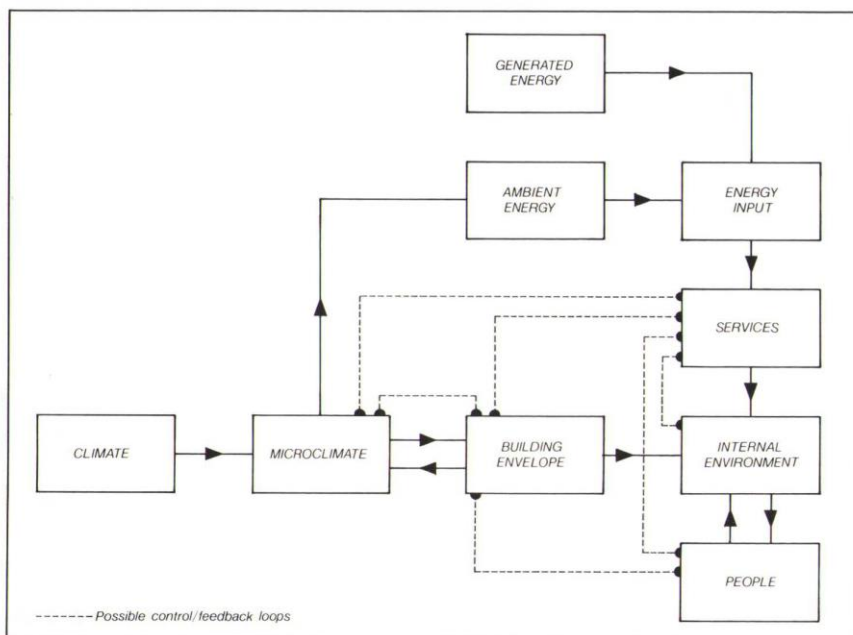 GENERATED
ENERGY
AMBIENT
ENERGY
ENERGY
INPUT
SERVICES
CLIMATE
MICROCLIMATE
BUILDING
ENVELOPE
INTERNAL
ENVIRONMENT
PEOPLE
Possible control/feedback loops